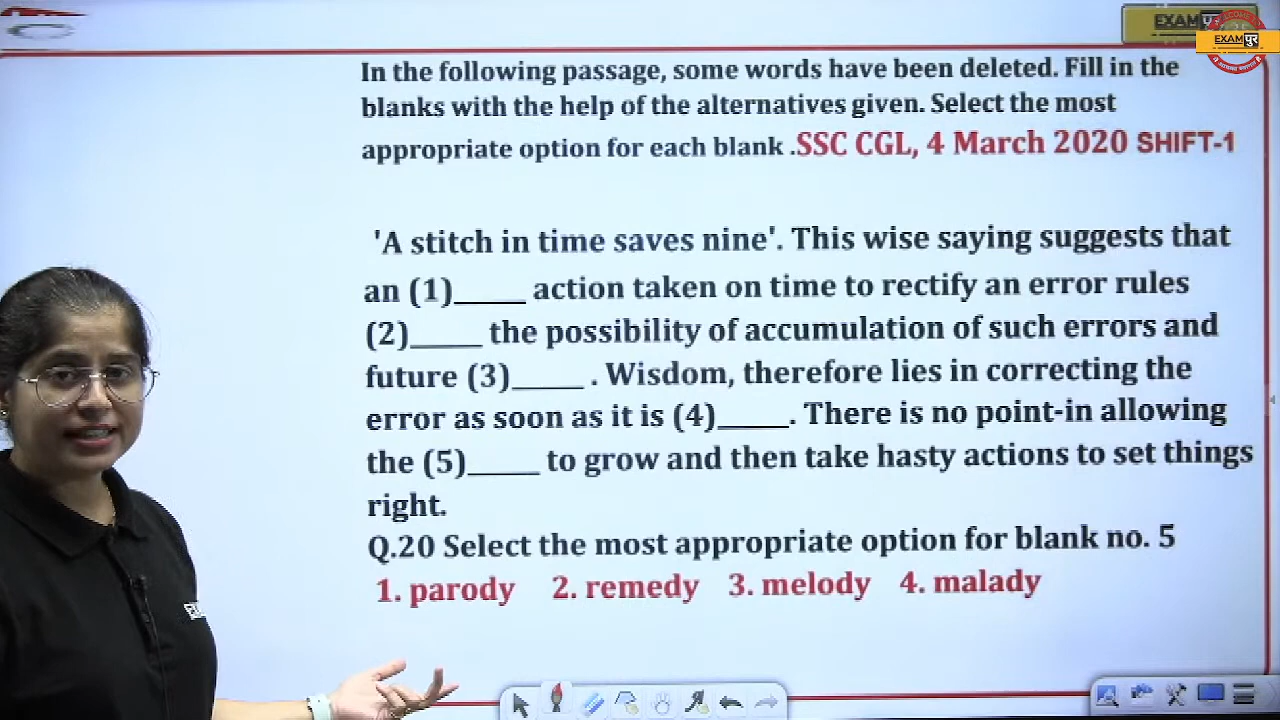 EXAMपुर
EXAMपुर
In the following passage, some words have been deleted. Fill in the
blanks with the help of the alternatives given. Select the most
appropriate option for each blank .SSC CGL, 4 March 2020 SHIFT-1
'A stitch in time saves nine'. This wise saying suggests that
an (1)_____ action taken on time to rectify an error rules
(2)_____ the possibility of accumulation of such errors and
future (3)_____ . Wisdom, therefore lies in correcting the
error as soon as it is (4)_____. There is no point-in allowing
the (5)_____ to grow and then take hasty actions to set things
right.
Q.20 Select the most appropriate option for blank no. 5
1. parody 2. remedy 3. melody 4. malady